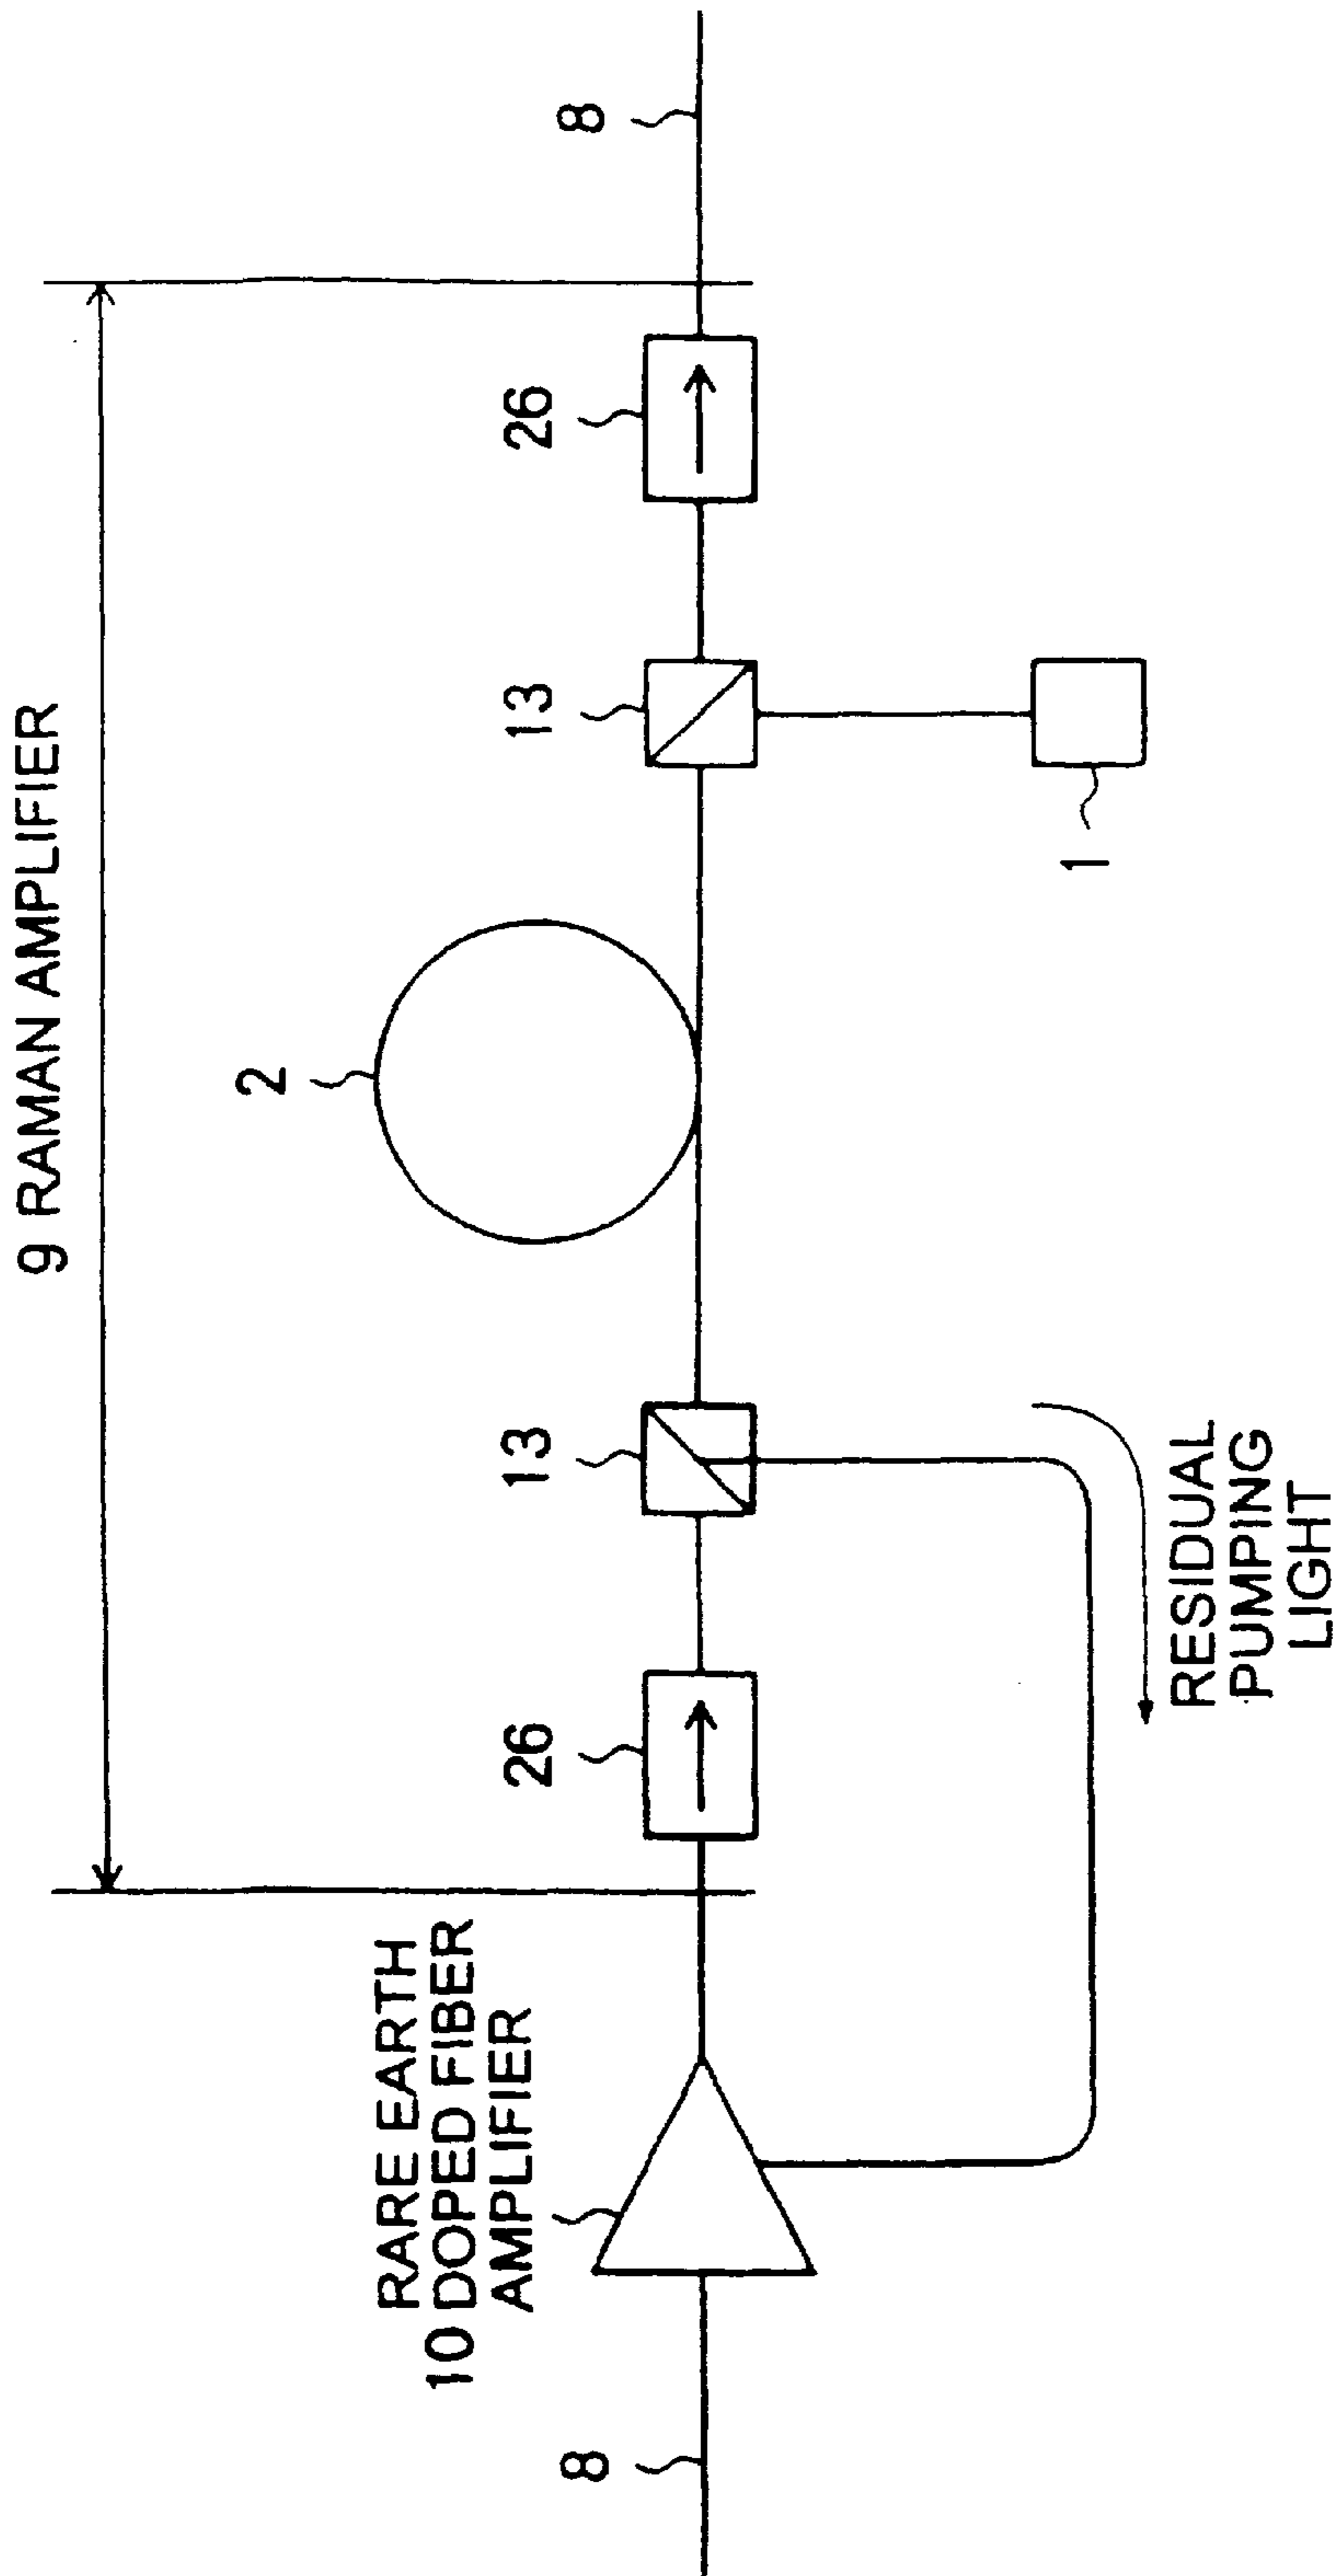 9 RAMAN AMPLIFIER
RARE EARTH
10 DOPED FIBER
AMPLIFIER
8
26
13
2
13
26
8
1
RESIDUAL
PUMPING
LIGHT